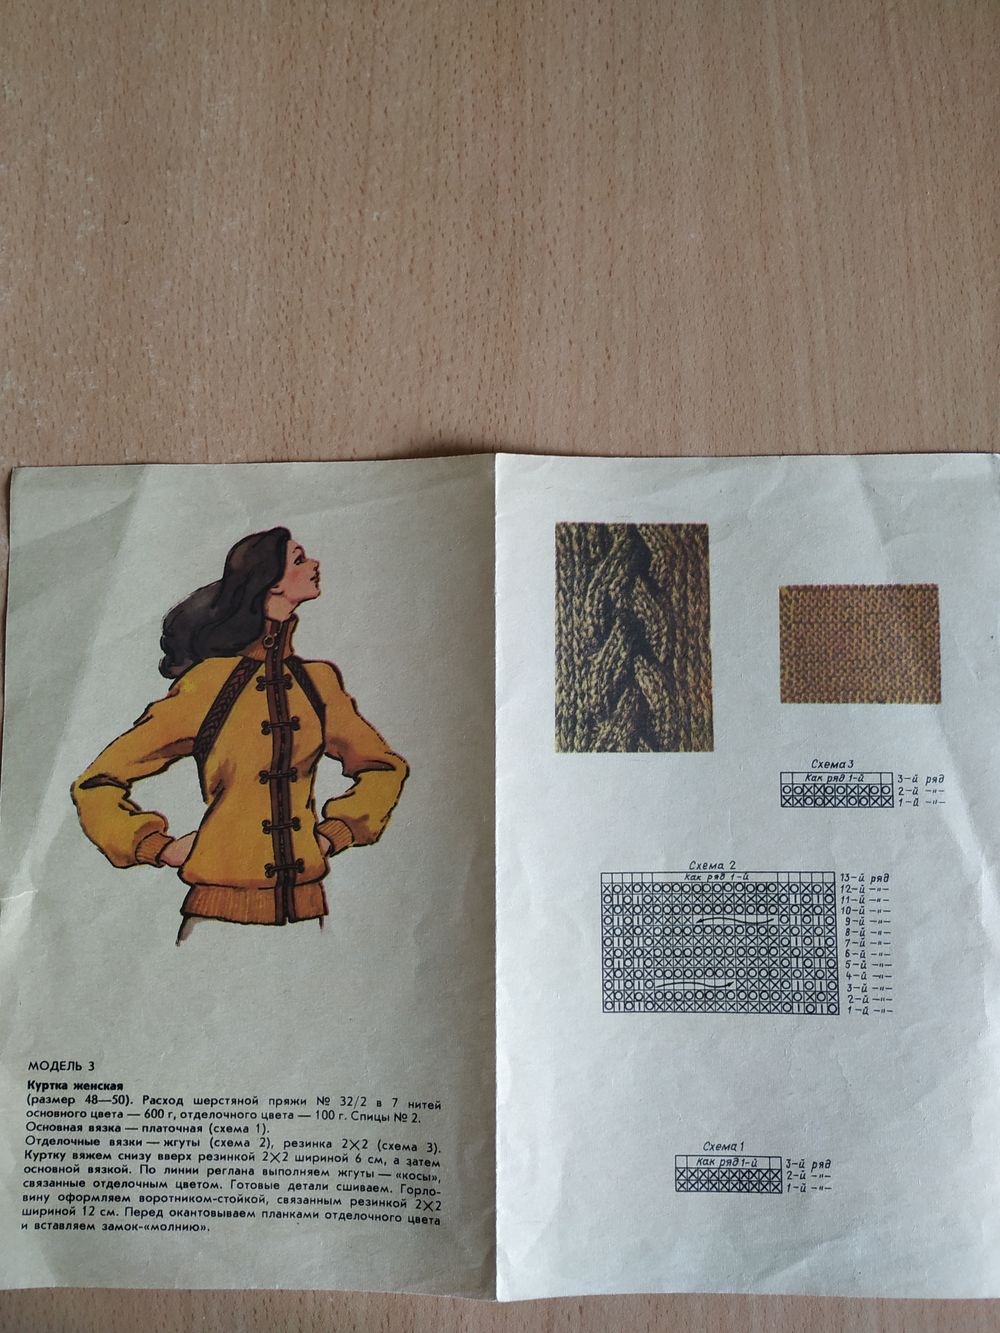 МОДЕЛЬ 3
Куртка женская
(размер 48—50). Расход шерстяной пряжи № 32/2 в 7 нитей
основного цвета — 600 г, отделочного цвета — 100 г. Спицы № 2.
Основная вязка — платочная (схема 1).
Отделочные вязки — жгуты (схема 2), резинка 2×2 (схема 3).
Куртку вяжем снизу вверх резинкой 2×2 шириной 6 см, а затем
основной вязкой. По линии реглана выполняем жгуты — «косы»,
связанные отделочным цветом. Готовые детали сшиваем. Горло-
вину оформляем воротником-стойкой, связанным резинкой 2×2
шириной 12 см. Перед окантовываем планками отделочного цвета
и вставляем замок-«молнию».
Схема 3
Как ряд 1-й 3-й ряд
2-й -"-
1-й -"-
Схема 2
Как ряд 1-й 13-й ряд
12-й -"-
11-й -"-
10-й -"-
9-й -"-
8-й -"-
7-й -"-
6-й -"-
5-й -"-
4-й -"-
3-й -"-
2-й -"-
1-й -"-
Схема 1
Как ряд 1-й 3-й ряд
2-й -"-
1-й -"-